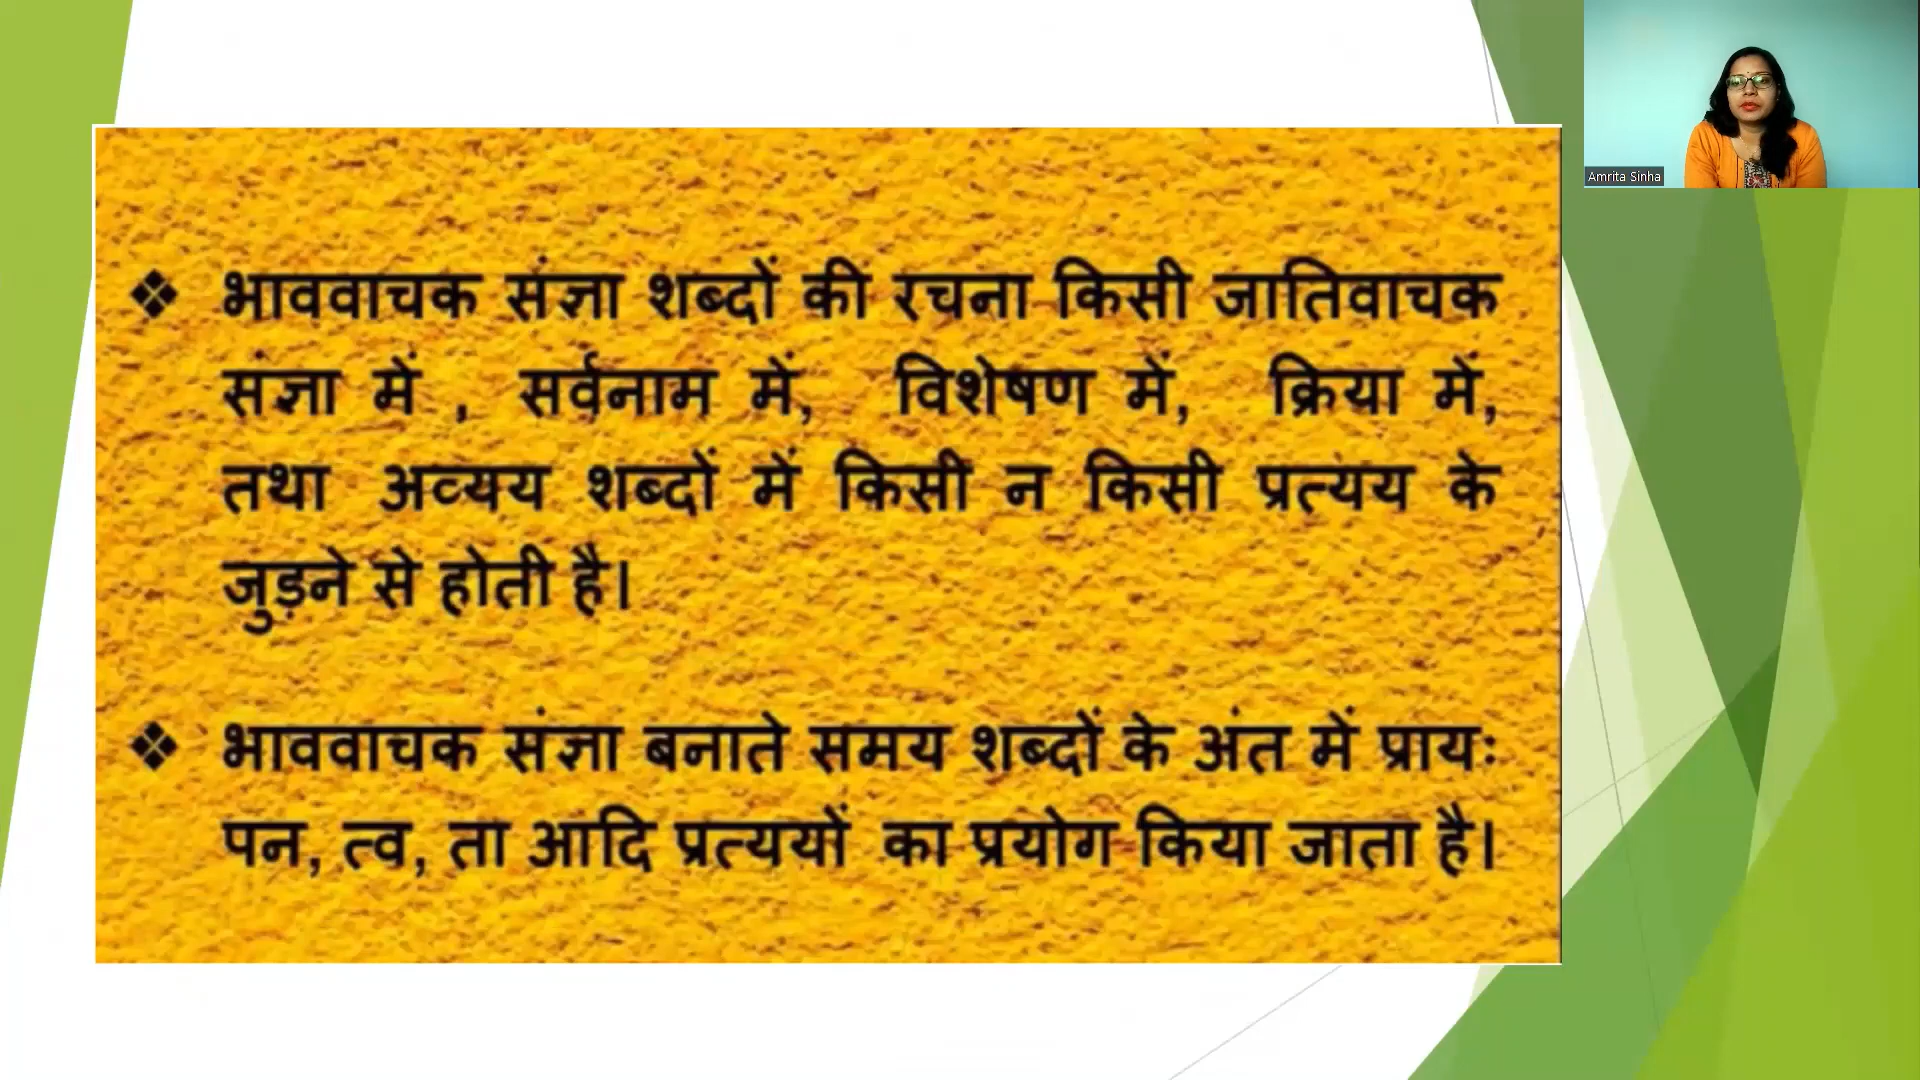 Amrita Sinha
❖ भाववाचक संज्ञा शब्दों की रचना किसी जातिवाचक
संज्ञा में , सर्वनाम में, विशेषण में, क्रिया में,
तथा अव्यय शब्दों में किसी न किसी प्रत्यय के
जुड़ने से होती है।
❖ भाववाचक संज्ञा बनाते समय शब्दों के अंत में प्रायः
पन, त्व, ता आदि प्रत्ययों का प्रयोग किया जाता है।